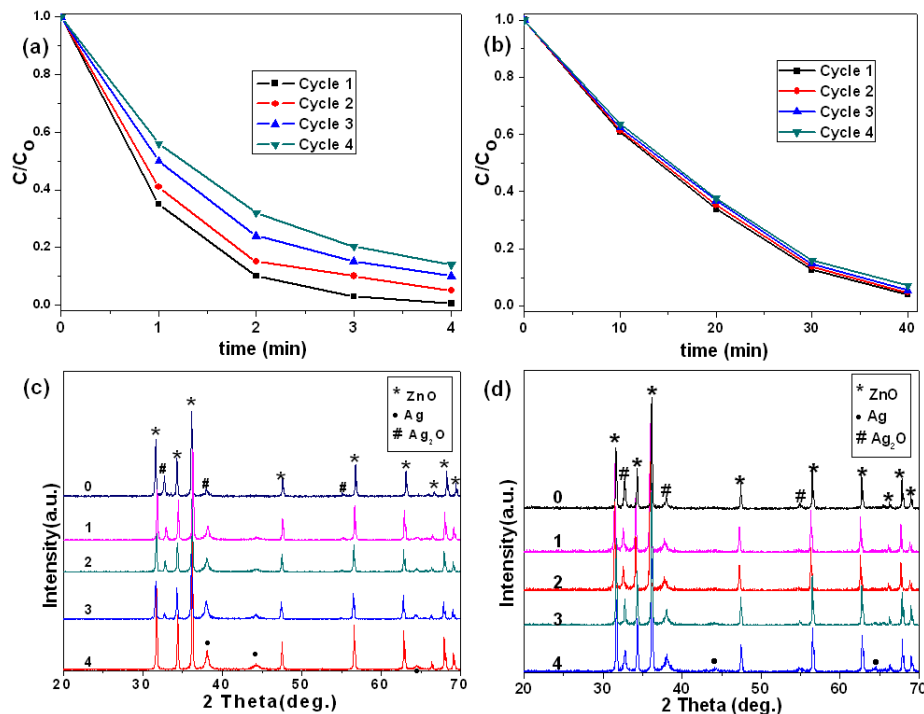 (a)
Cycle 1
Cycle 2
Cycle 3
Cycle 4
C/Co
1.0
0.8
0.6
0.4
0.2
0.0
0 1 2 3 4
time (min)
(b)
Cycle 1
Cycle 2
Cycle 3
Cycle 4
C/Co
1.0
0.8
0.6
0.4
0.2
0.0
0 10 20 30 40
time (min)
(c)
* ZnO
• Ag
# Ag₂O
* # * * # * # * * * * *
0
1
2
3
4
• •
Intensity(a.u.)
20 30 40 50 60 70
2 Theta(deg.)
(d)
* ZnO
• Ag
# Ag₂O
* # * * # * # * * * * *
0
1
2
3
4
• •
Intensity(a.u.)
20 30 40 50 60 70
2 Theta (deg.)